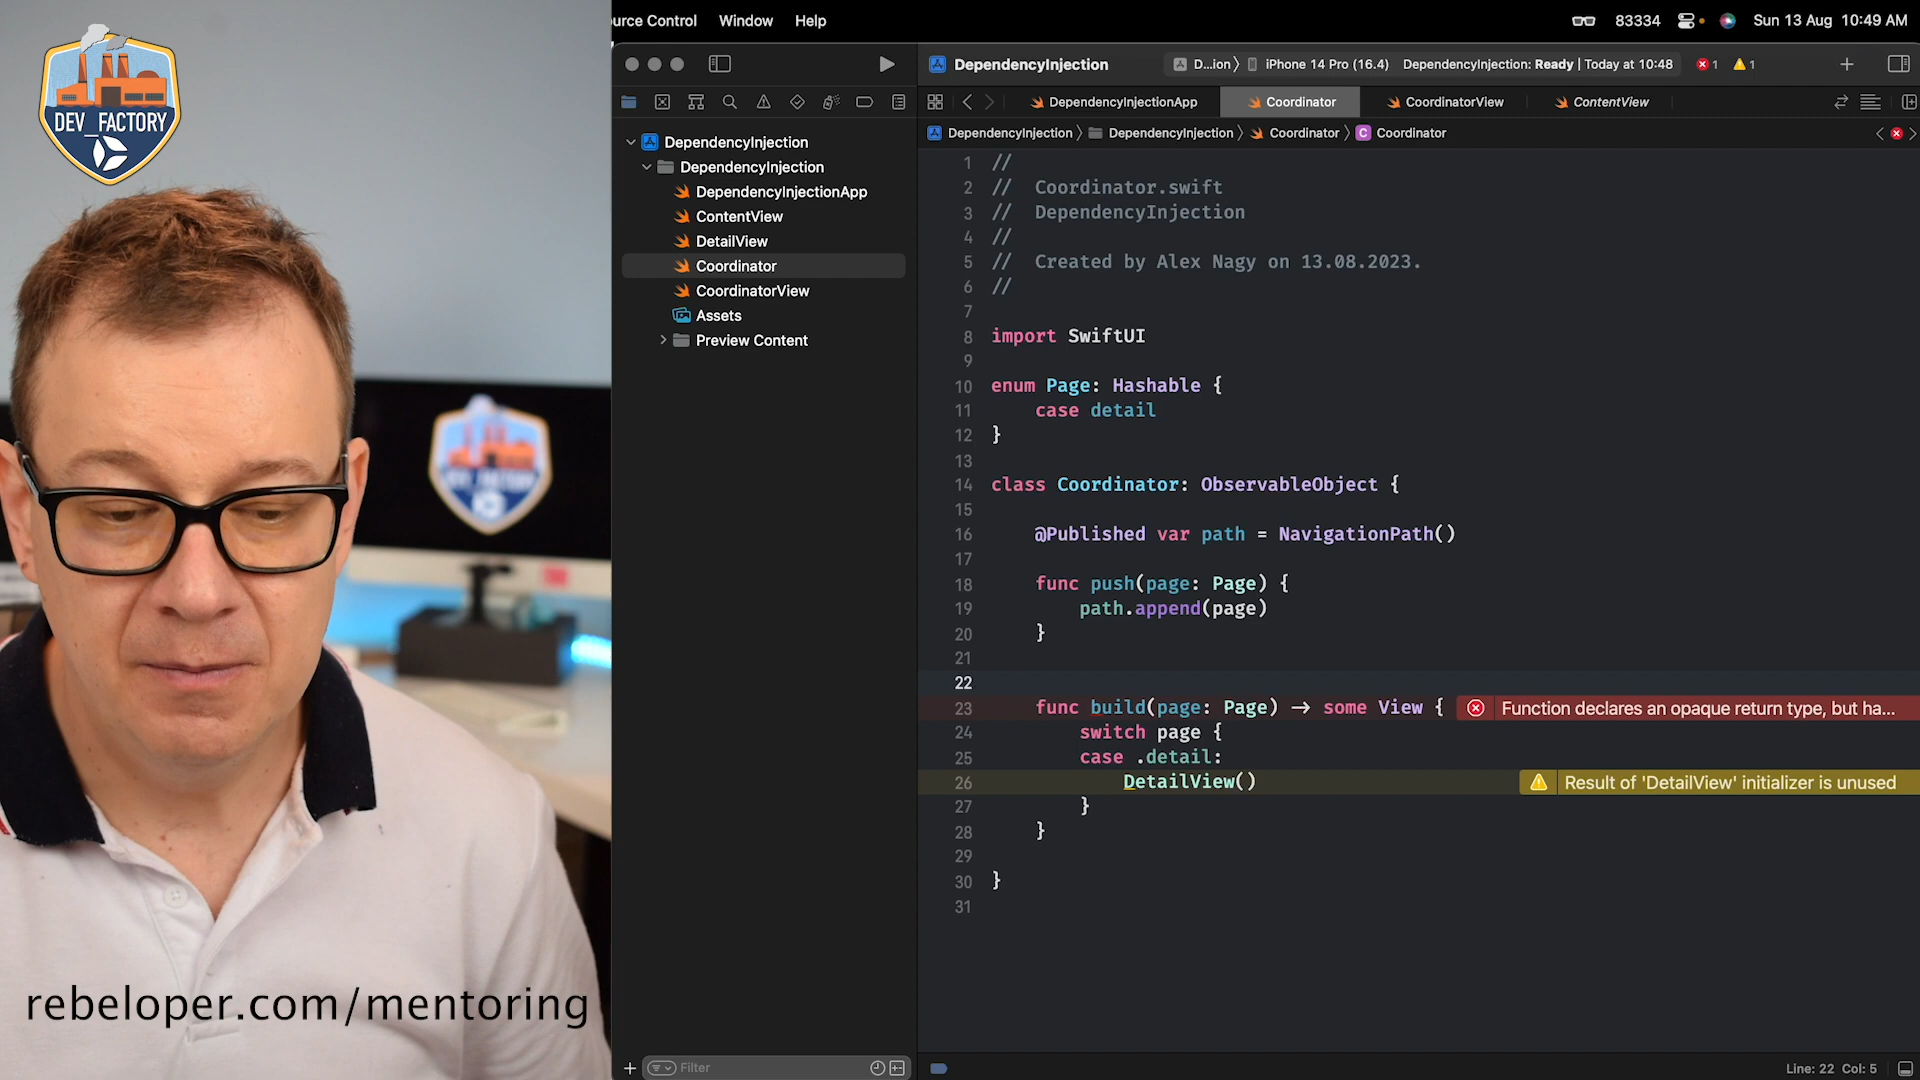 DEV_FACTORY
rebeloper.com/mentoring
urce Control Window Help
83334 Sun 13 Aug 10:49 AM
DependencyInjection
D...ion〉 iPhone 14 Pro (16.4) DependencyInjection: Ready | Today at 10:48 1 1
DependencyInjectionApp Coordinator CoordinatorView ContentView
DependencyInjection〉 DependencyInjection〉 Coordinator〉 C Coordinator
DependencyInjection
DependencyInjection
DependencyInjectionApp
ContentView
DetailView
Coordinator
CoordinatorView
Assets
Preview Content
Filter
1 //
2 // Coordinator.swift
3 // DependencyInjection
4 //
5 // Created by Alex Nagy on 13.08.2023.
6 //
7
8 import SwiftUI
9
10 enum Page: Hashable {
11 case detail
12 }
13
14 class Coordinator: ObservableObject {
15
16 @Published var path = NavigationPath()
17
18 func push(page: Page) {
19 path.append(page)
20 }
21
22
23 func build(page: Page) → some View { Function declares an opaque return type, but ha...
24 switch page {
25 case .detail:
26 DetailView() Result of 'DetailView' initializer is unused
27 }
28 }
29
30 }
31
Line: 22 Col: 5